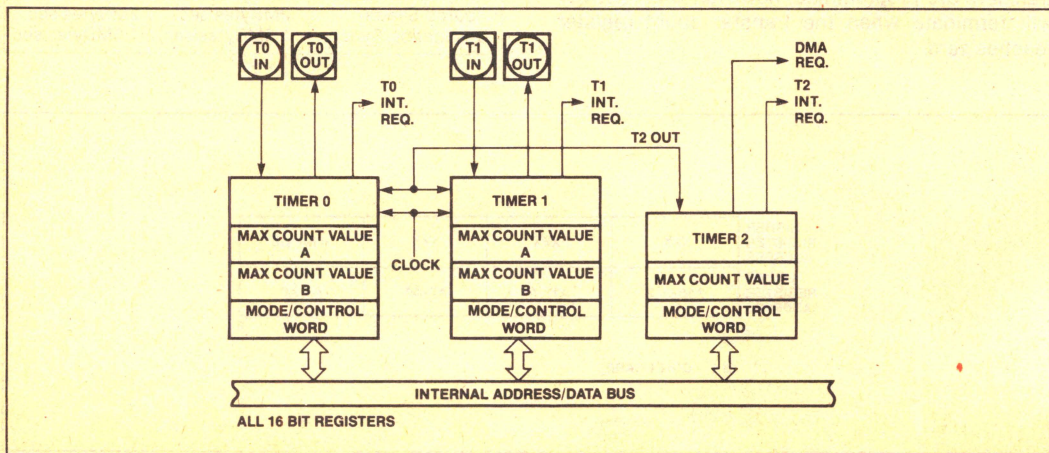 T0
IN
T0
OUT
T1
IN
T1
OUT
DMA
REQ.
T0
INT.
REQ.
T1
INT.
REQ.
T2
INT.
REQ.
T2 OUT
TIMER 0
MAX COUNT VALUE
A
MAX COUNT VALUE
B
MODE/CONTROL
WORD
CLOCK
TIMER 1
MAX COUNT VALUE
A
MAX COUNT VALUE
B
MODE/CONTROL
WORD
TIMER 2
MAX COUNT VALUE
MODE/CONTROL
WORD
INTERNAL ADDRESS/DATA BUS
ALL 16 BIT REGISTERS